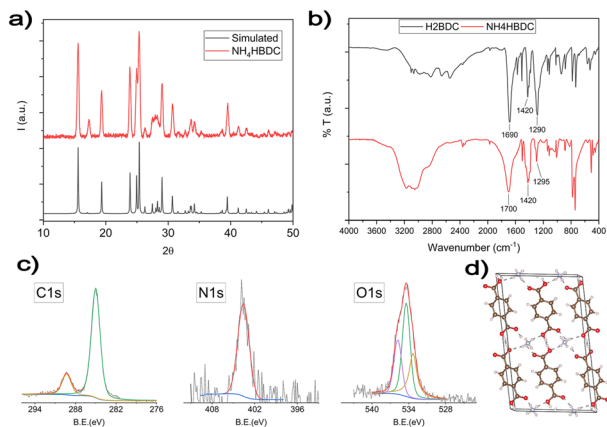 a)
Simulated
NH4HBDC
I (a.u.)
10 20 30 40 50
2θ
b)
H2BDC
NH4HBDC
% T (a.u.)
1420
1690
1290
1295
1420
1700
4000 3600 3200 2800 2400 2000 1600 1200 800 400
Wavenumber (cm-1)
c)
C1s
294 288 282 276
B.E.(eV)
N1s
408 402 396
B.E.(eV)
O1s
540 534 528
B.E.(eV)
d)